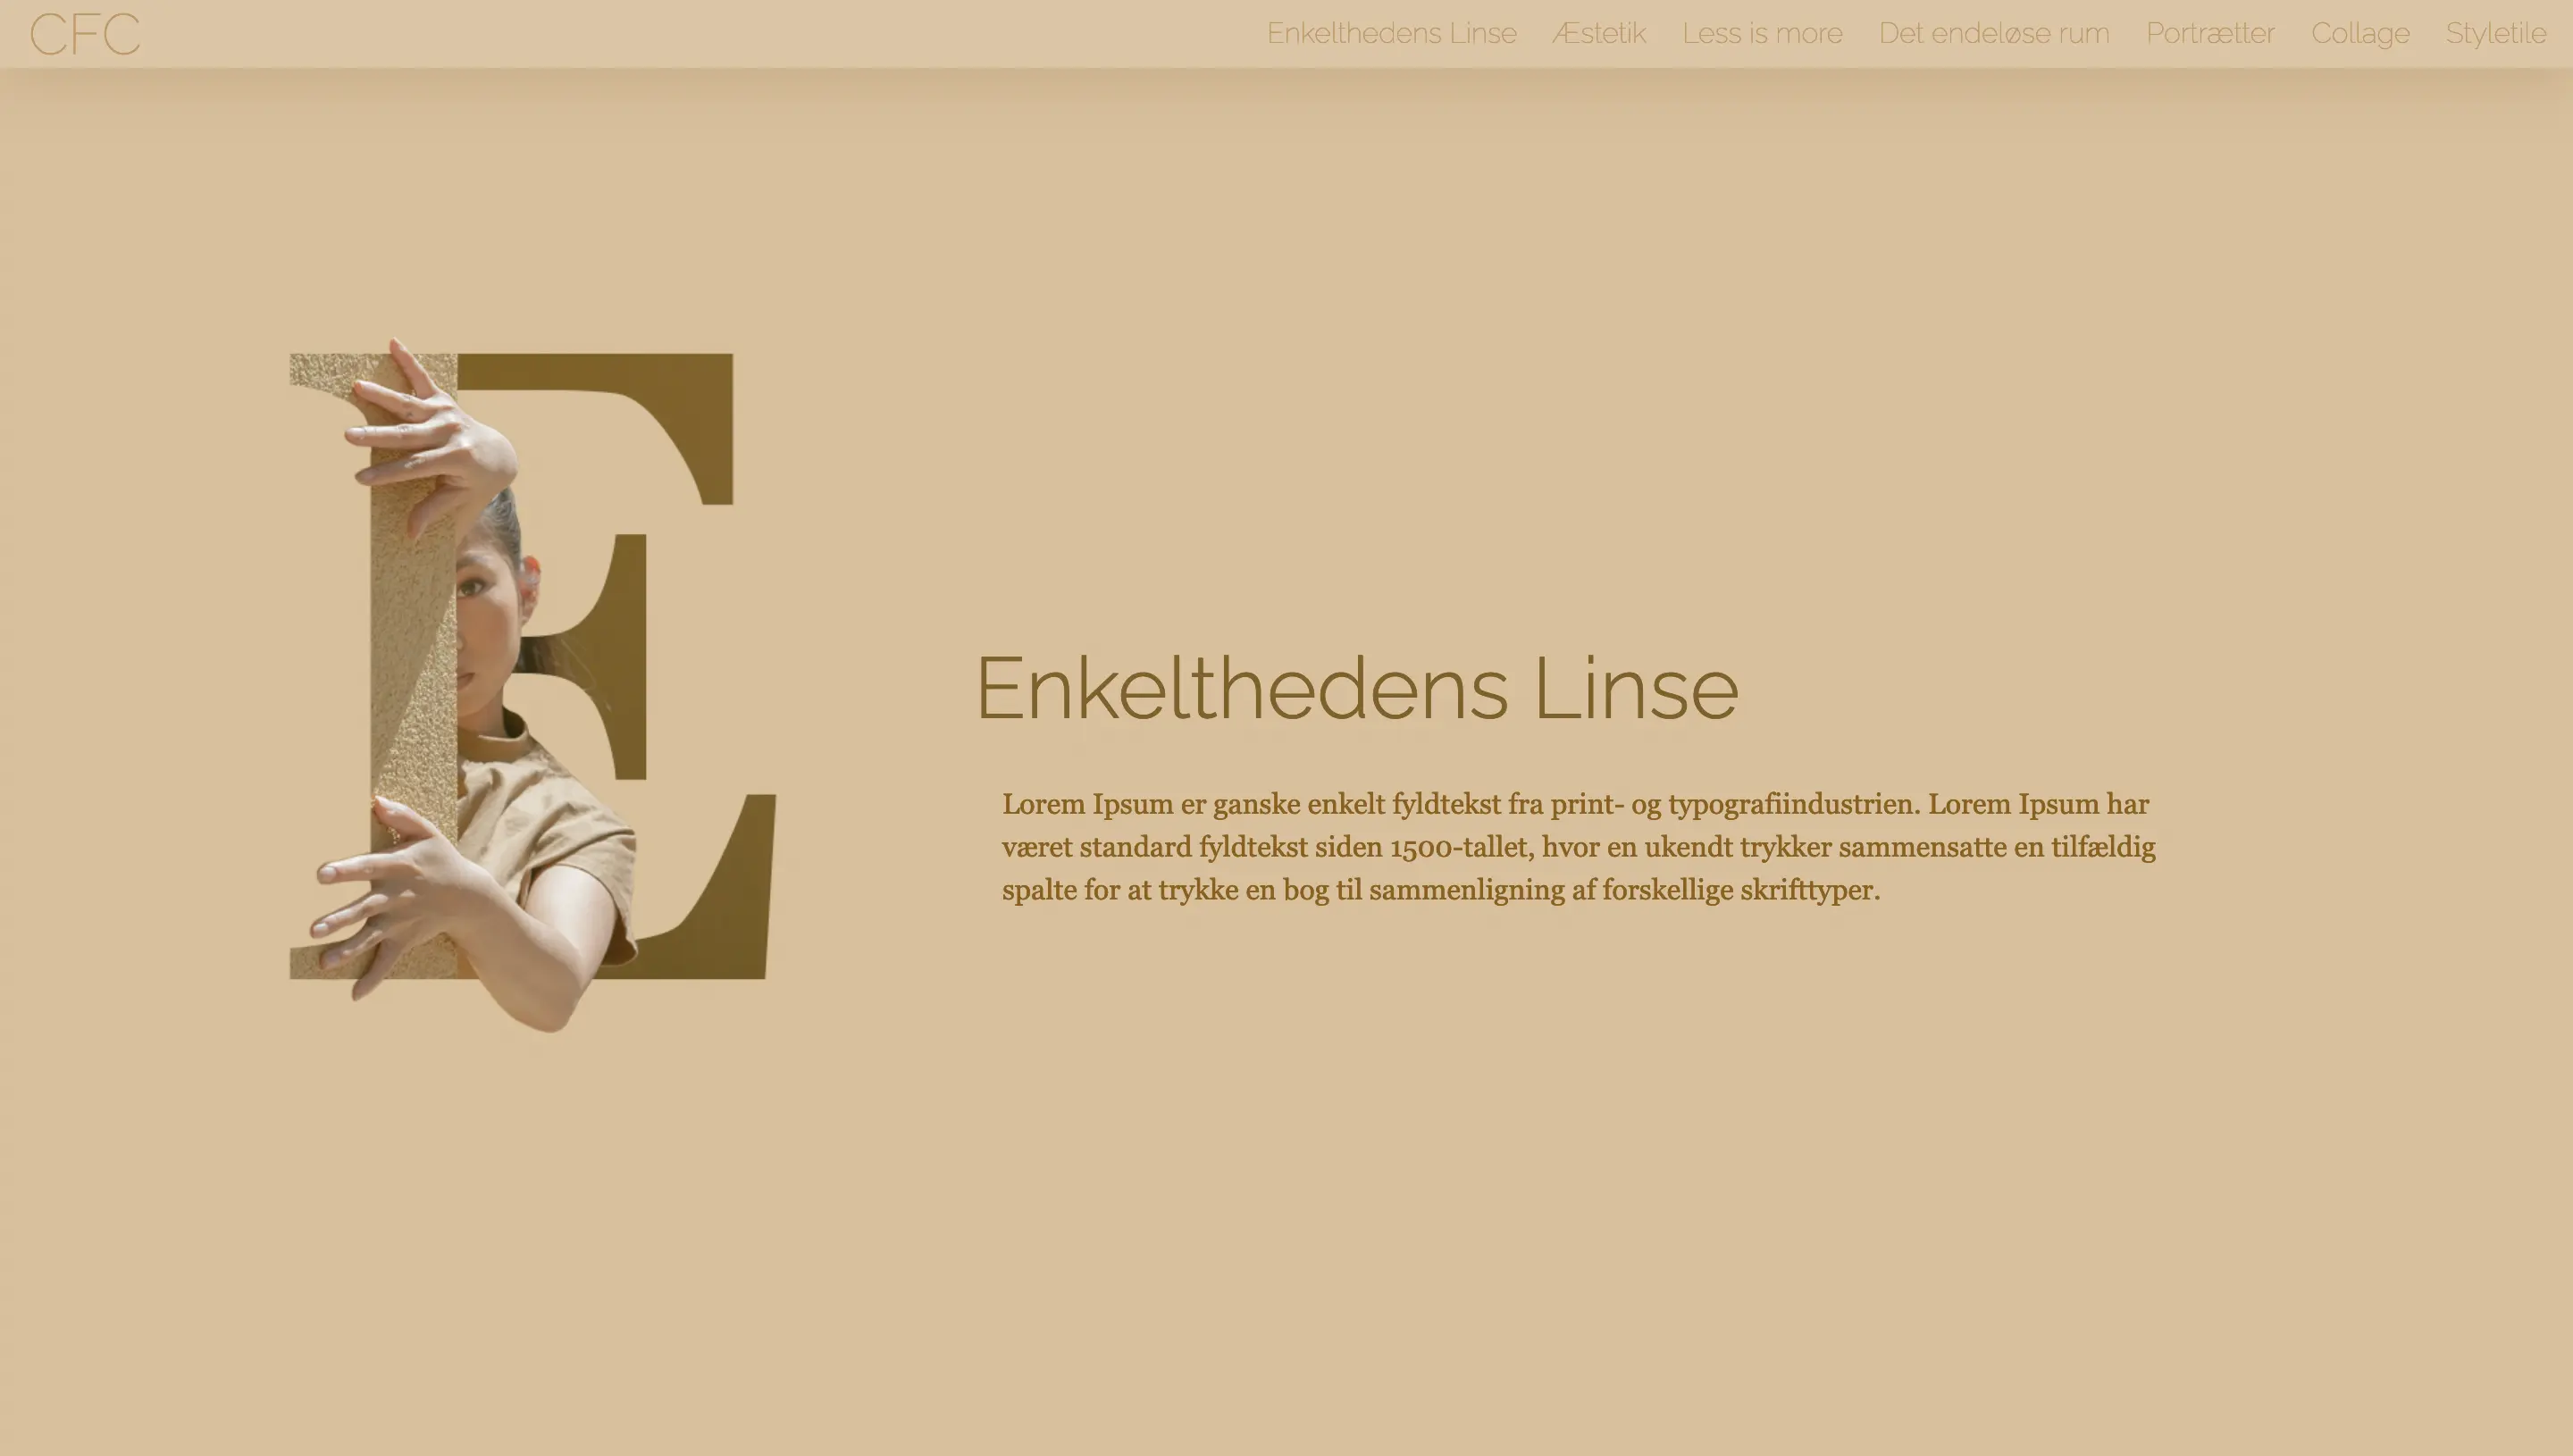 CFC
Enkelthedens Linse
Æstetik
Less is more
Det endeløse rum
Portrætter
Collage
Styletile
E
Enkelthedens Linse
Lorem Ipsum er ganske enkelt fyldtekst fra print- og typografiindustrien. Lorem Ipsum har
været standard fyldtekst siden 1500-tallet, hvor en ukendt trykker sammensatte en tilfældig
spalte for at trykke en bog til sammenligning af forskellige skrifttyper.